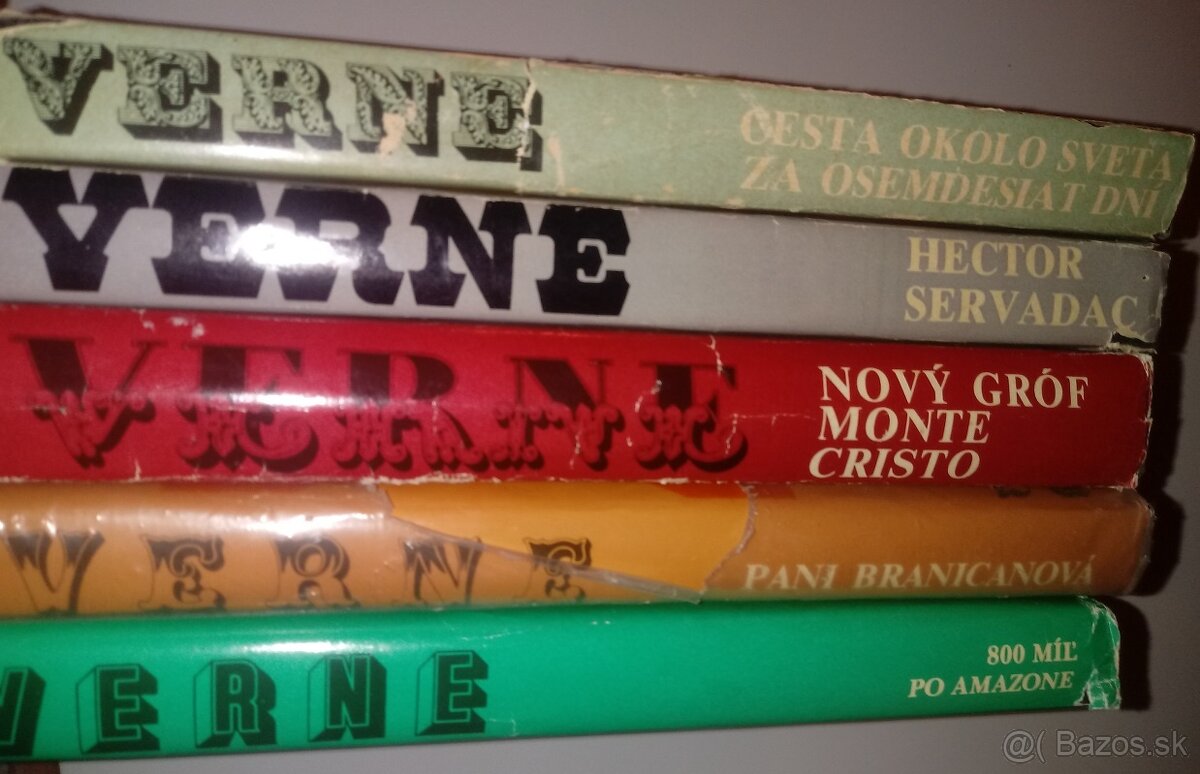 VERNE
CESTA OKOLO SVETA
ZA OSEMDESIAT DNÍ
VERNE
HECTOR
SERVADAC
VERNE
NOVÝ GRÓF
MONTE
CRISTO
VERNE
PANI BRANICANOVÁ
VERNE
800 MÍĽ
PO AMAZONE
@( Bazos.sk